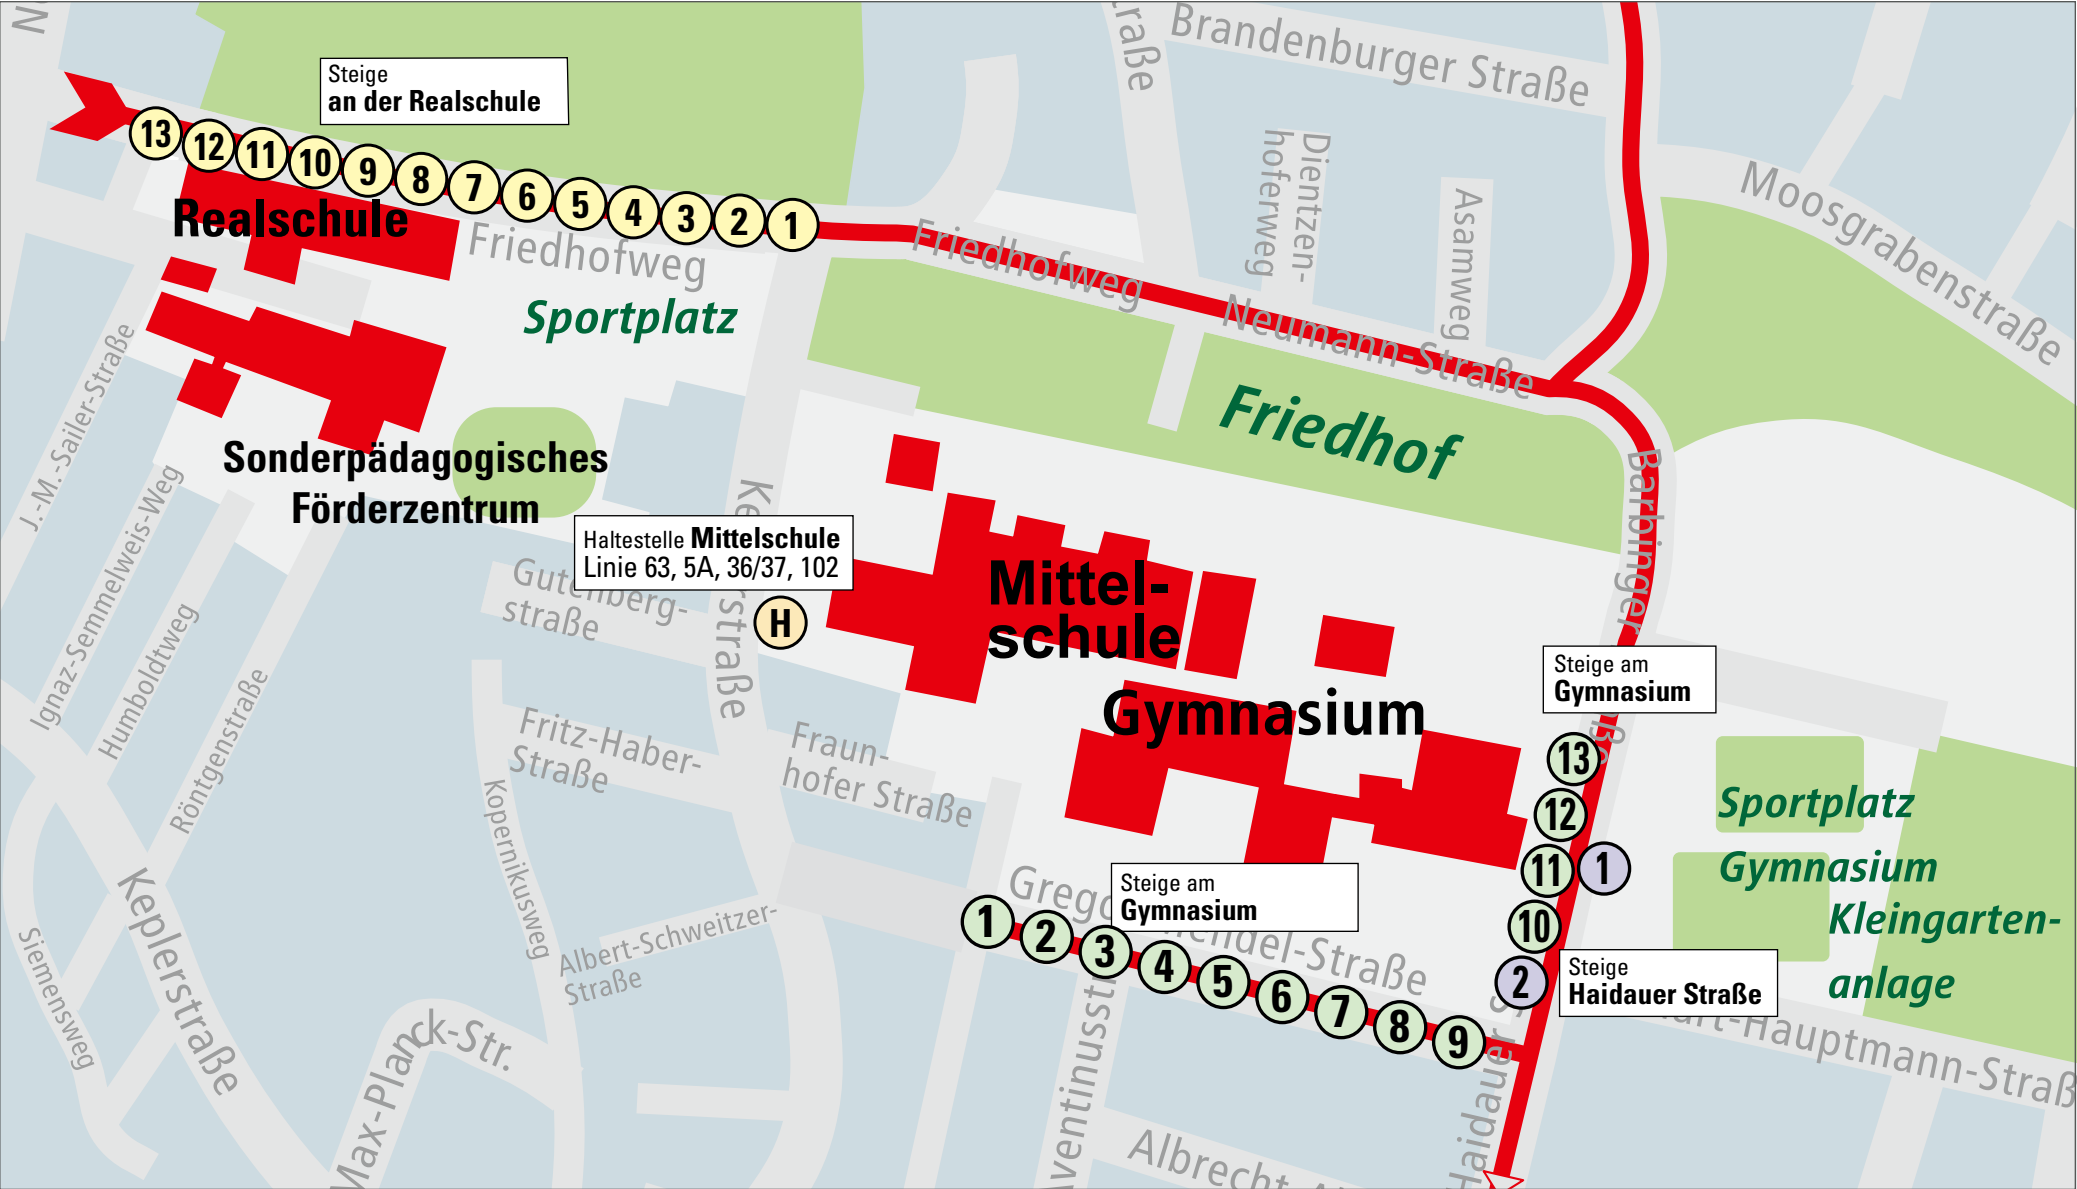 Steige
an der Realschule
13
12
11
10
9
8
7
6
5
4
3
2
1
Realschule
Friedhofweg
Sportplatz
Sonderpädagogisches
Förderzentrum
Brandenburger Straße
Dientzen-
hoferweg
Asamweg
Moosgrabenstraße
Friedhofweg
Neumann-Straße
Friedhof
Barbinger
J.-M.-Sailer-Straße
Ignaz-Semmelweis-Weg
Humboldtweg
Röntgenstraße
Haltestelle Mittelschule
Linie 63, 5A, 36/37, 102
H
Gutenberg-
straße
Mittel-
schule
Gymnasium
Fritz-Haber-
Straße
Fraun-
hofer Straße
Kopernikusweg
Albert-Schweitzer-
Straße
Keplerstraße
Siemensweg
Max-Planck-Str.
Steige am
Gymnasium
1
2
3
4
5
6
7
8
9
Steige am
Gymnasium
13
12
11
1
10
2
Steige
Haidauer Straße
Sportplatz
Gymnasium
Kleingarten-
anlage
Haidauer